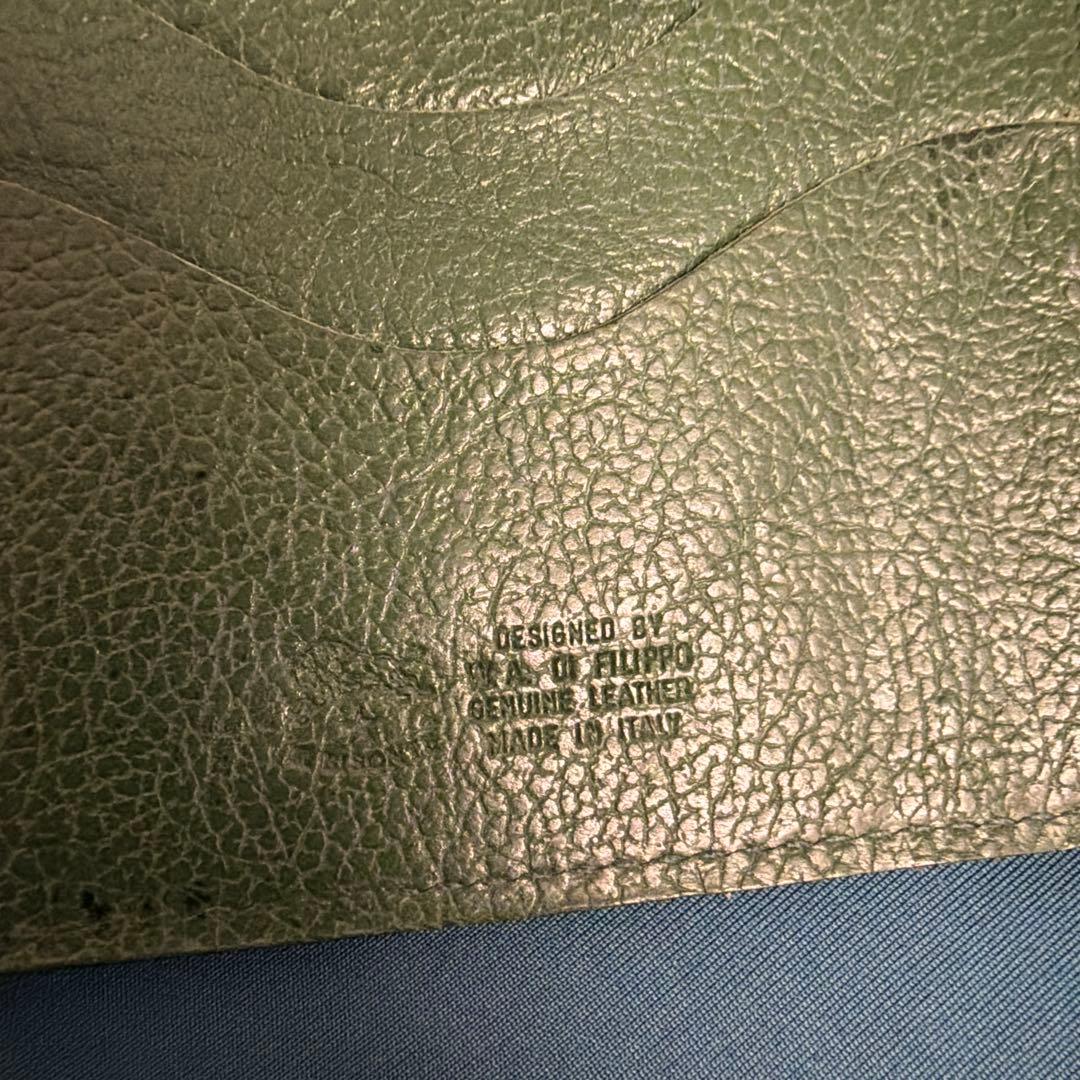 DESIGNED BY
W. A. DI FILIPPO
GENUINE LEATHER
MADE IN ITALY